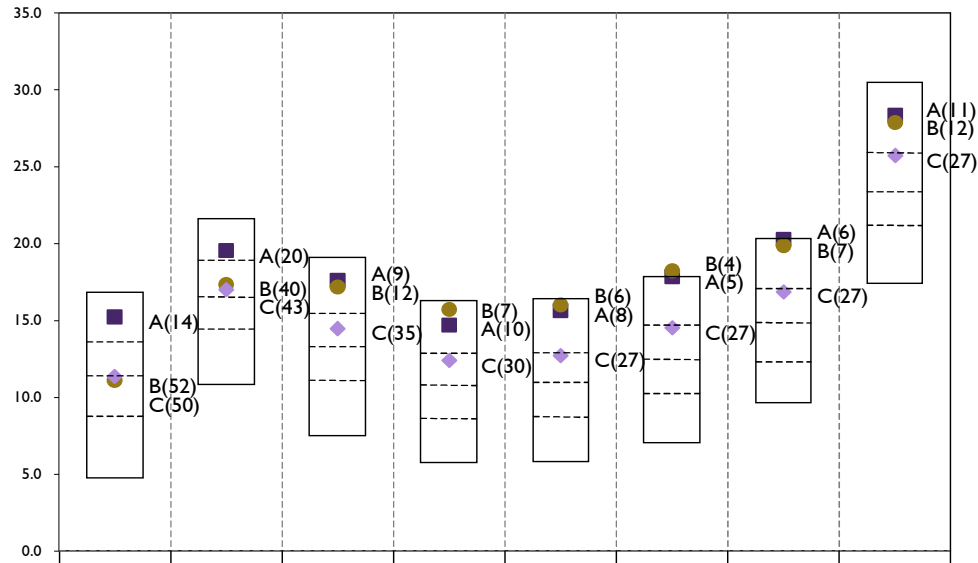 35.0
30.0
25.0
20.0
15.0
10.0
5.0
0.0
A(14)
B(52)
C(50)
A(20)
B(40)
C(43)
A(9)
B(12)
C(35)
B(7)
A(10)
C(30)
B(6)
A(8)
C(27)
B(4)
A(5)
C(27)
A(6)
B(7)
C(27)
A(11)
B(12)
C(27)